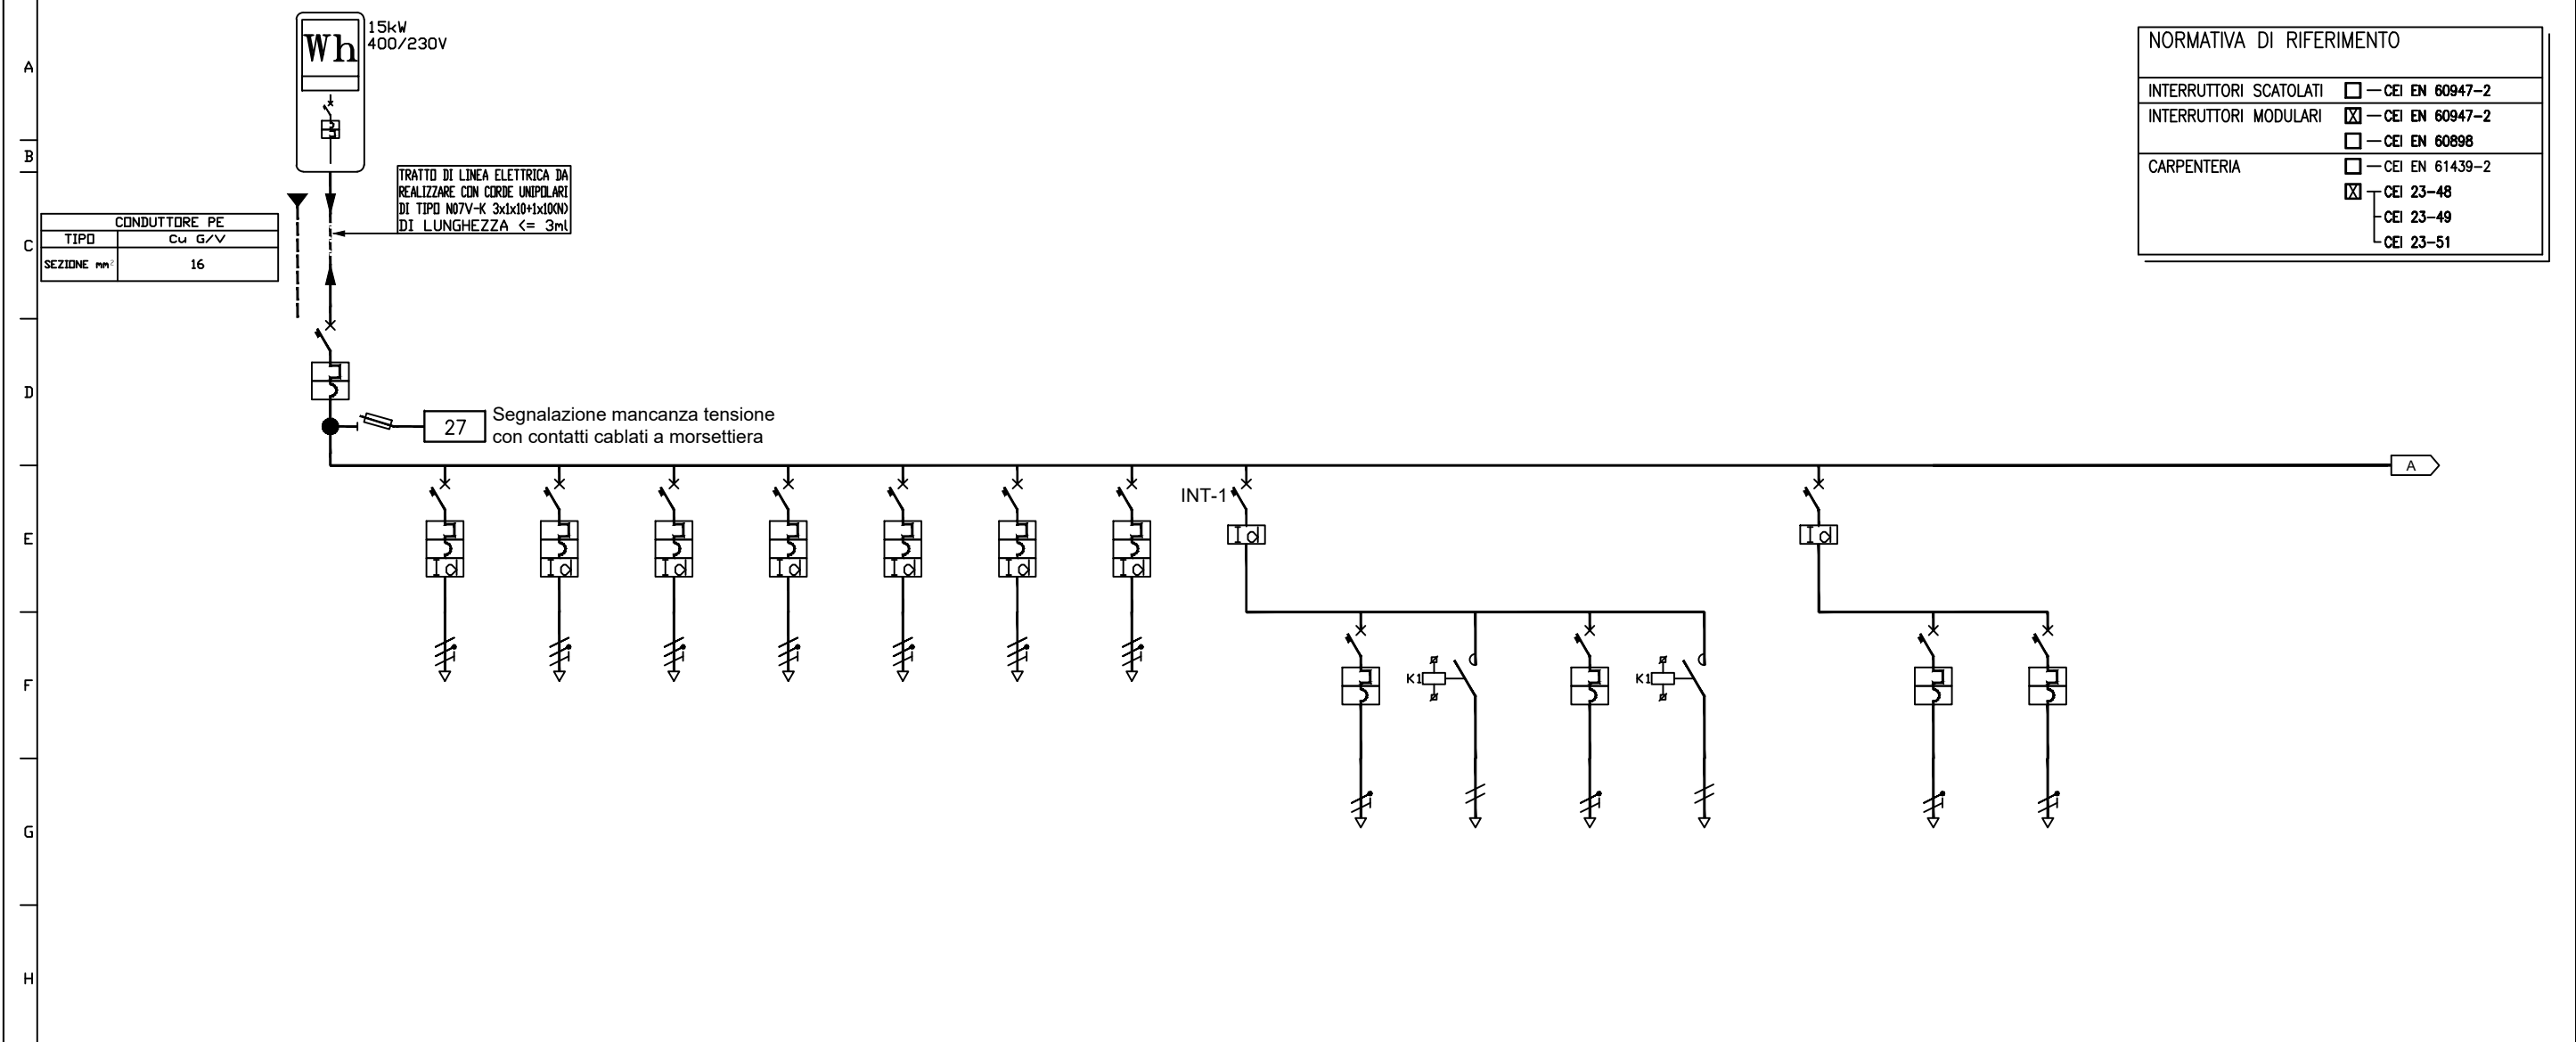 15kW
400/230V
Wh
NORMATIVA DI RIFERIMENTO
INTERRUTTORI SCATOLATI CEI EN 60947-2
INTERRUTTORI MODULARI X CEI EN 60947-2
CEI EN 60898
CARPENTERIA CEI EN 61439-2
X CEI 23-48
CEI 23-49
CEI 23-51
A
B
C
D
E
F
G
H
TRATTO DI LINEA ELETTRICA DA
REALIZZARE CON CORDE UNIPOLARI
DI TIPO N07V-K 3x1x10+1x10(N)
DI LUNGHEZZA <= 3ml
CONDUTTORE PE
TIPO Cu G/V
SEZIONE mm² 16
27
Segnalazione mancanza tensione
con contatti cablati a morsettiera
A
INT-1
Id
Id
Id
Id
Id
Id
Id
Id
Id
K1
K1